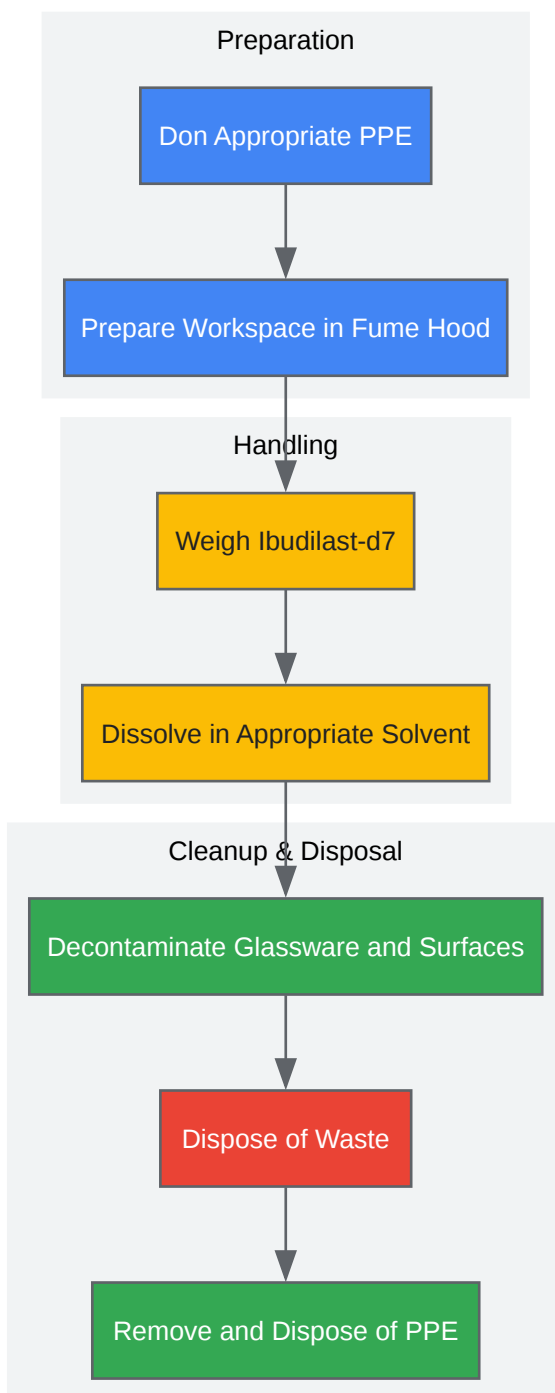 Preparation
Don Appropriate PPE
Prepare Workspace in Fume Hood
Handling
Weigh Ibudilast-d7
Dissolve in Appropriate Solvent
Cleanup & Disposal
Decontaminate Glassware and Surfaces
Dispose of Waste
Remove and Dispose of PPE